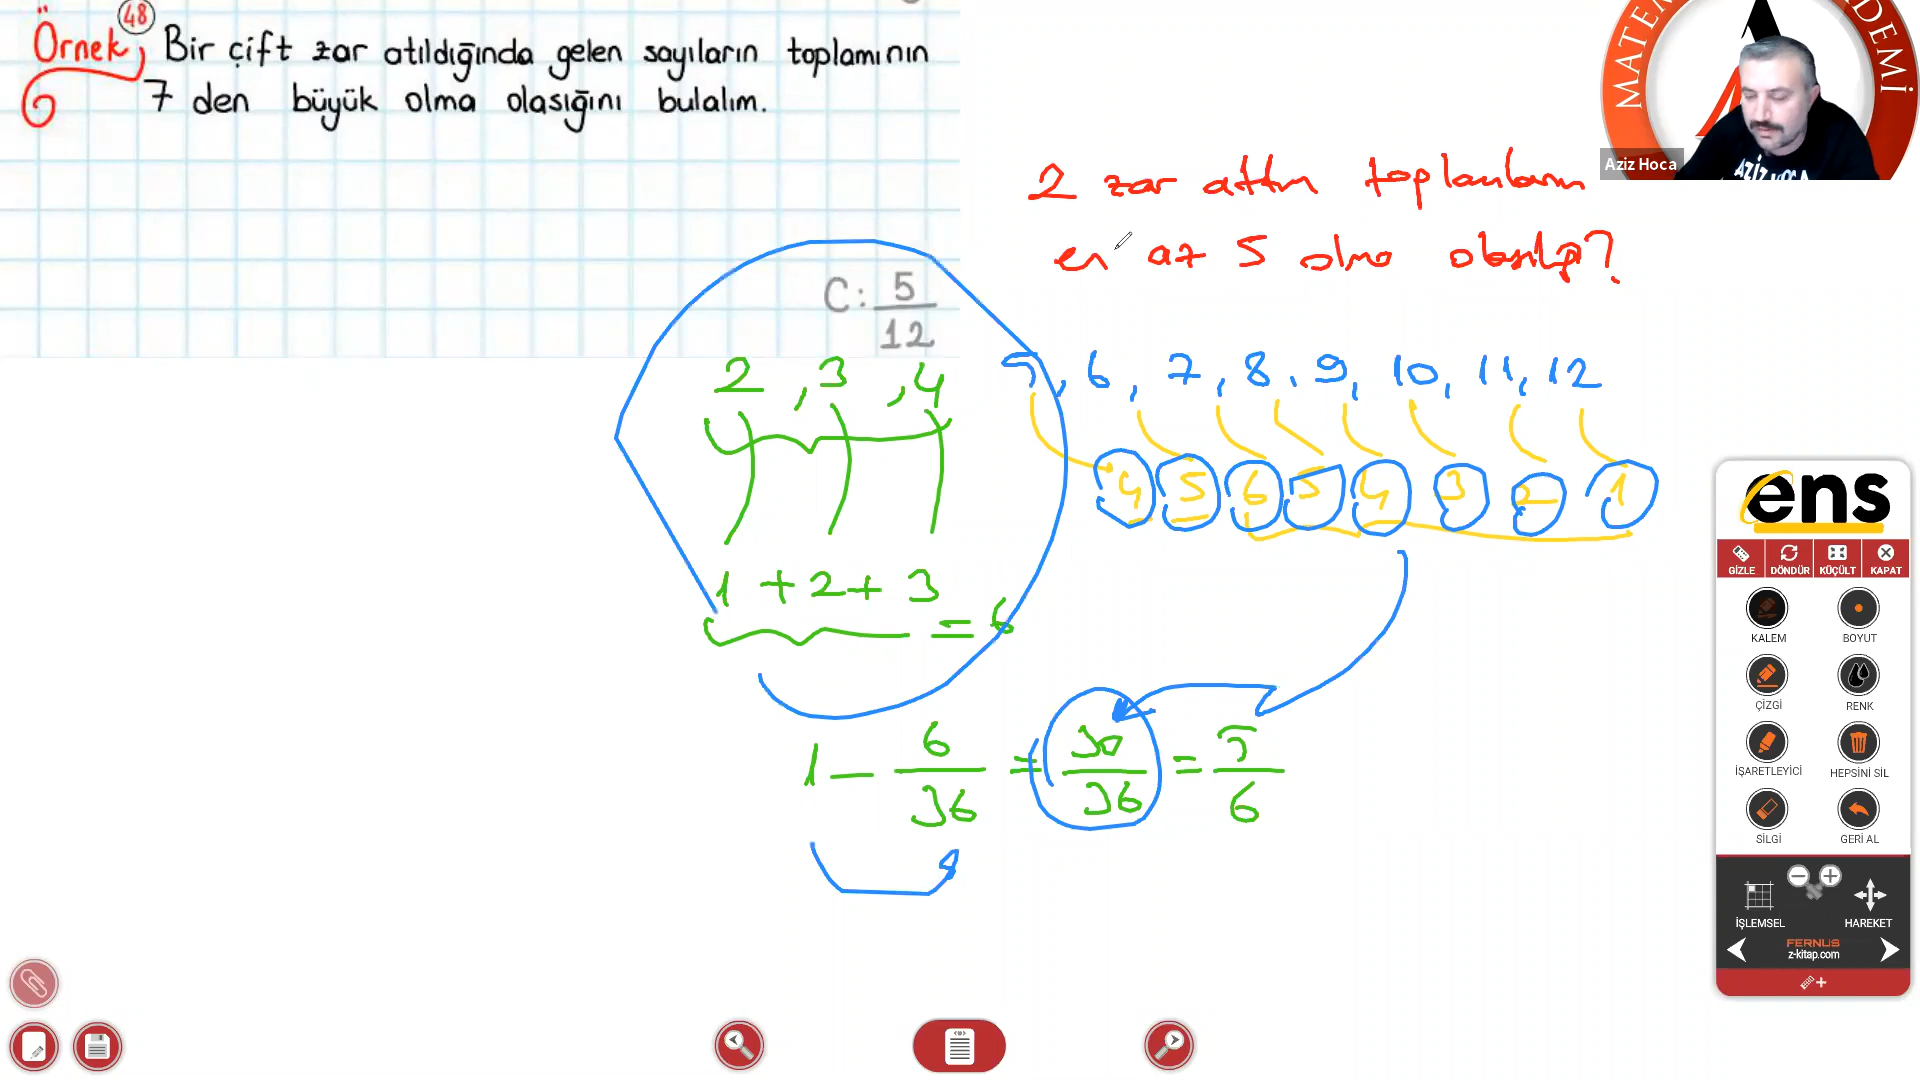 48
Örnek, Bir çift zar atıldığında gelen sayıların toplamının
7 den büyük olma olasığını bulalım.
C: 5/12
2 zar attım toplamların
en az 5 olma olasılığı?
2, 3, 4
5, 6, 7, 8, 9, 10, 11, 12
4 5 6 5 4 3 2 1
1 + 2 + 3 = 6
1 - 6/36 = 30/36 = 5/6
Aziz Hoca
AZİZ HOCA
ens
GİZLE DÖNDÜR KÜÇÜLT KAPAT
KALEM BOYUT
ÇİZGİ RENK
İŞARETLEYİCİ HEPSİNİ SİL
SİLGİ GERİ AL
İŞLEMSEL HAREKET
FERNUS
z-kitap.com